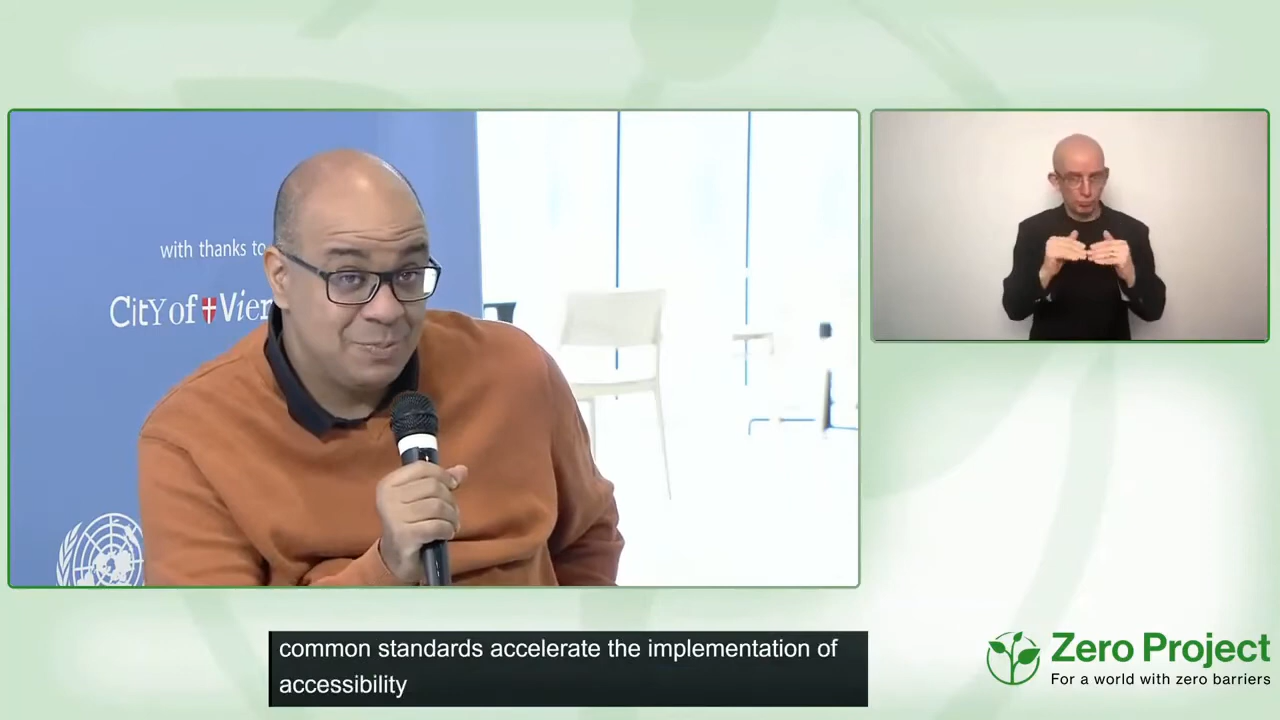 with thanks to
City of Vien
common standards accelerate the implementation of
accessibility
Zero Project
For a world with zero barriers